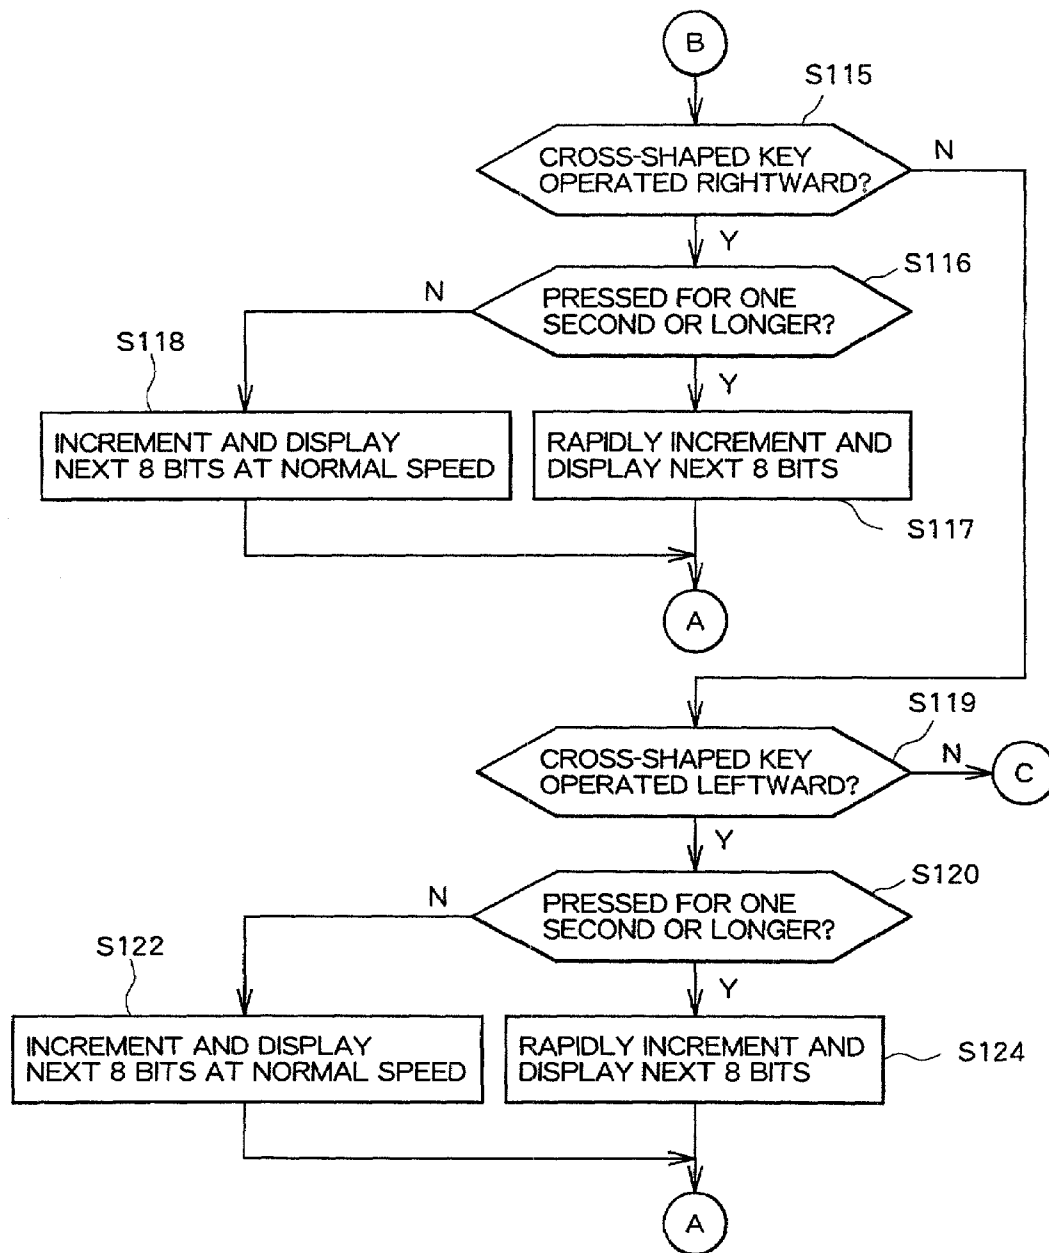 B
S115
CROSS-SHAPED KEY
OPERATED RIGHTWARD?
N
Y
S116
PRESSED FOR ONE
SECOND OR LONGER?
N
Y
S118
INCREMENT AND DISPLAY
NEXT 8 BITS AT NORMAL SPEED
RAPIDLY INCREMENT AND
DISPLAY NEXT 8 BITS
S117
A
S119
CROSS-SHAPED KEY
OPERATED LEFTWARD?
N
C
Y
S120
PRESSED FOR ONE
SECOND OR LONGER?
N
Y
S122
INCREMENT AND DISPLAY
NEXT 8 BITS AT NORMAL SPEED
RAPIDLY INCREMENT AND
DISPLAY NEXT 8 BITS
S124
A